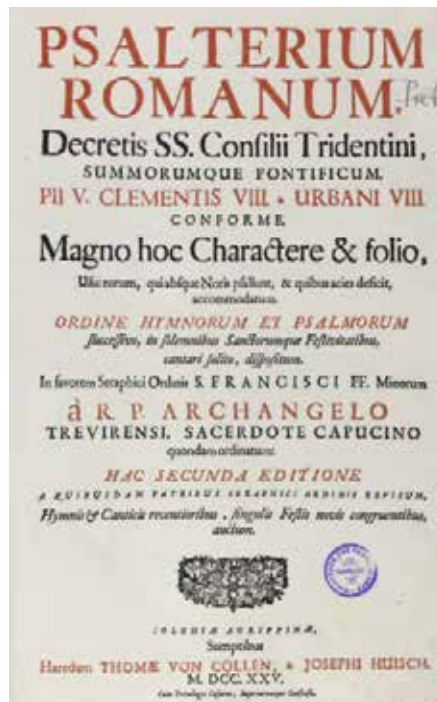 PSALTERIUM
ROMANUM,
Decretis SS. Consilii Tridentini,
SUMMORUMQUE PONTIFICUM,
PII V. CLEMENTIS VIII & URBANI VIII
CONFORME,
Magno hoc Charactere & folio,
Usui eorum, qui absque Notis psallunt, & quibus acies deficit,
accommodatum.
ORDINE HYMNORUM ET PSALMORUM
successivo, in solemnibus Sanctorumque Festivitatibus,
cantari solito, dispositum.
In favorem Seraphici Ordinis S. FRANCISCI FF. Minorum
à R. P. ARCHANGELO
TREVIRENSI, SACERDOTE CAPUCINO
quondam ordinatum:
HAC SECUNDA EDITIONE
A QUIBUSDAM PATRIBUS SERAPHICI ORDINIS REVISUM,
Hymnis & Canticis recentioribus, singulis Festis novis congruentibus,
auctum.
COLONIÆ AGRIPPINÆ,
Sumptibus
Hæredum THOMÆ VON CÖLLEN, & JOSEPHI HUISCH,
M. DCC. XXV.